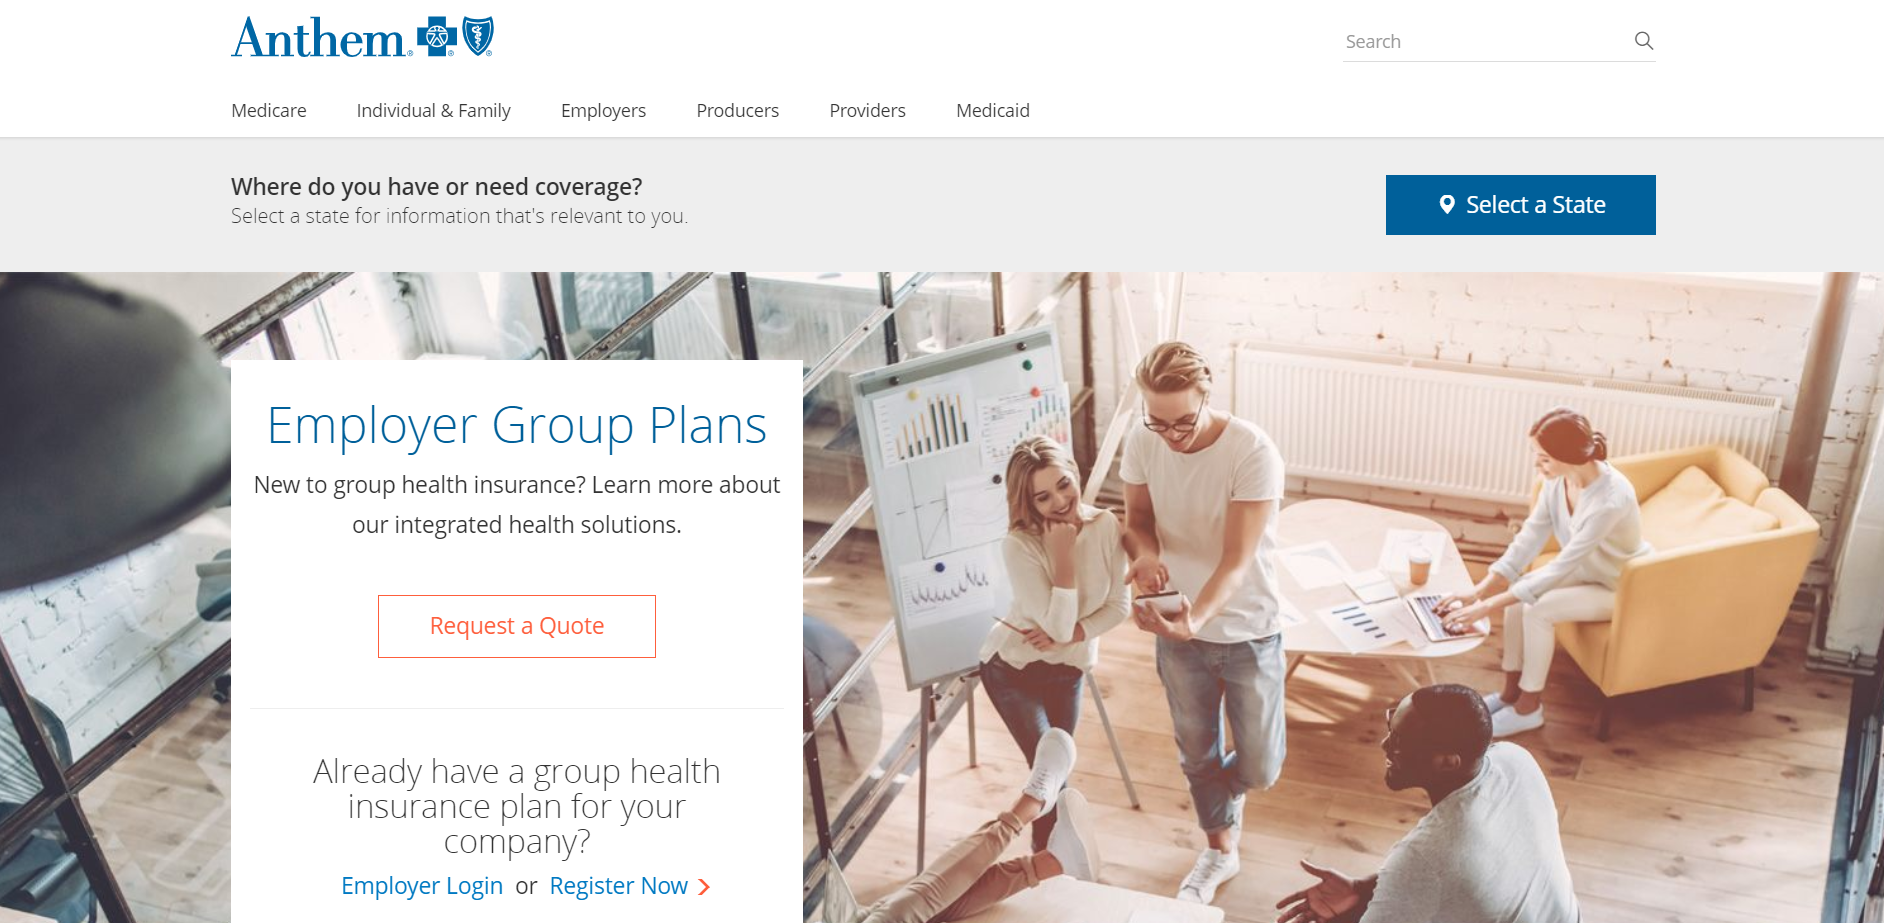 Anthem
Search
Medicare Individual & Family Employers Producers Providers Medicaid
Where do you have or need coverage?
Select a state for information that's relevant to you.
Select a State
Employer Group Plans
New to group health insurance? Learn more about
our integrated health solutions.
Request a Quote
Already have a group health
insurance plan for your
company?
Employer Login or Register Now